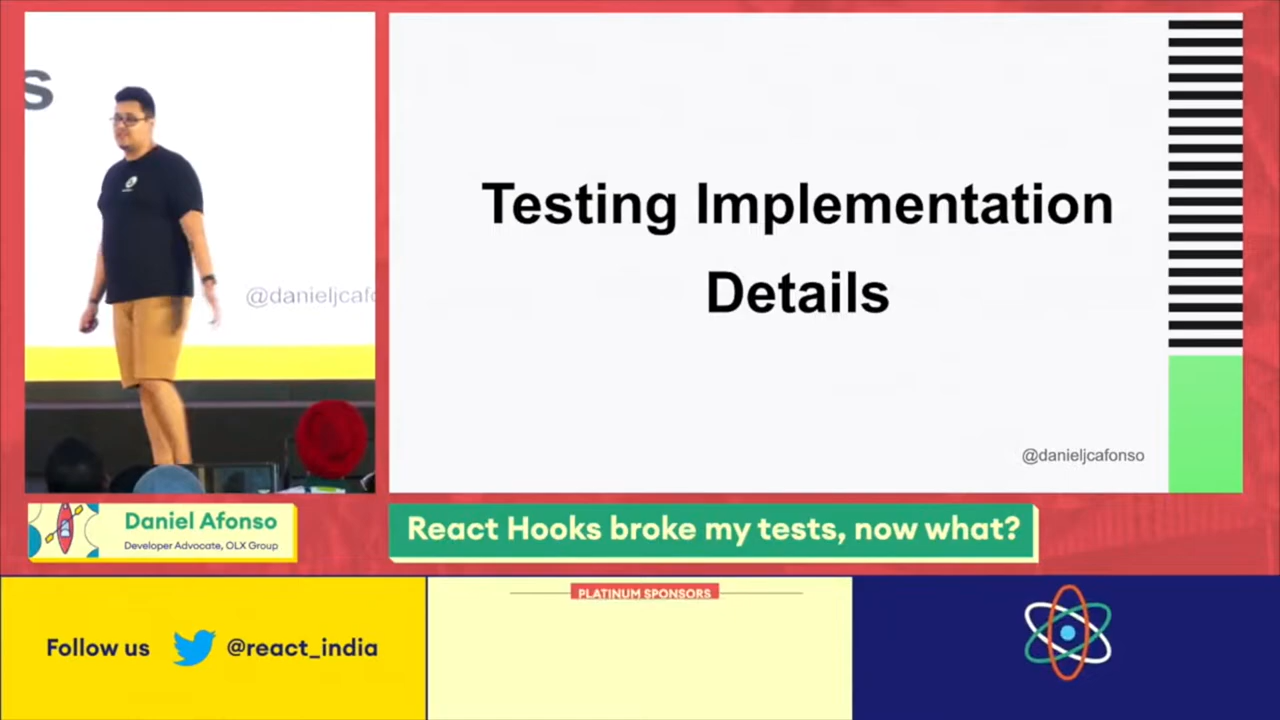 s
@danieljcafo
Testing Implementation
Details
@danieljcafonso
Daniel Afonso
Developer Advocate, OLX Group
React Hooks broke my tests, now what?
PLATINUM SPONSORS
Follow us
@react_india